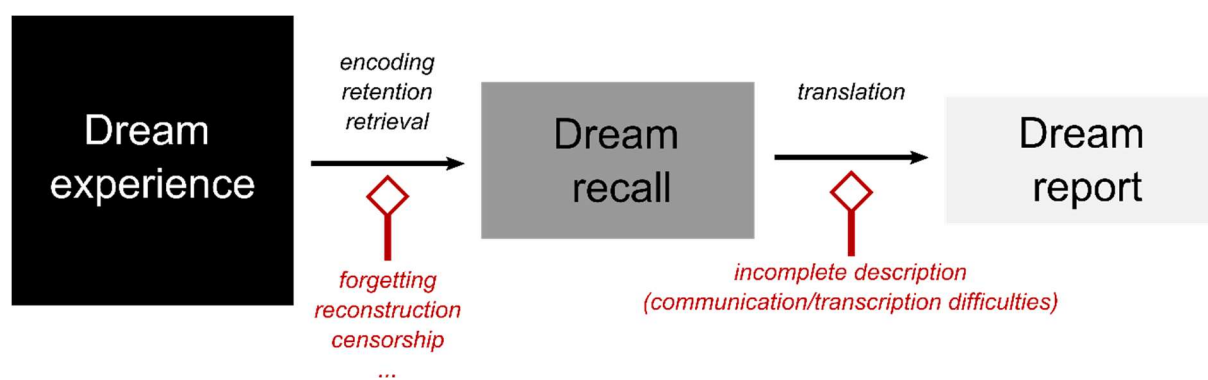 Dream
experience
encoding
retention
retrieval
forgetting
reconstruction
censorship
...
Dream
recall
translation
incomplete description
(communication/transcription difficulties)
Dream
report